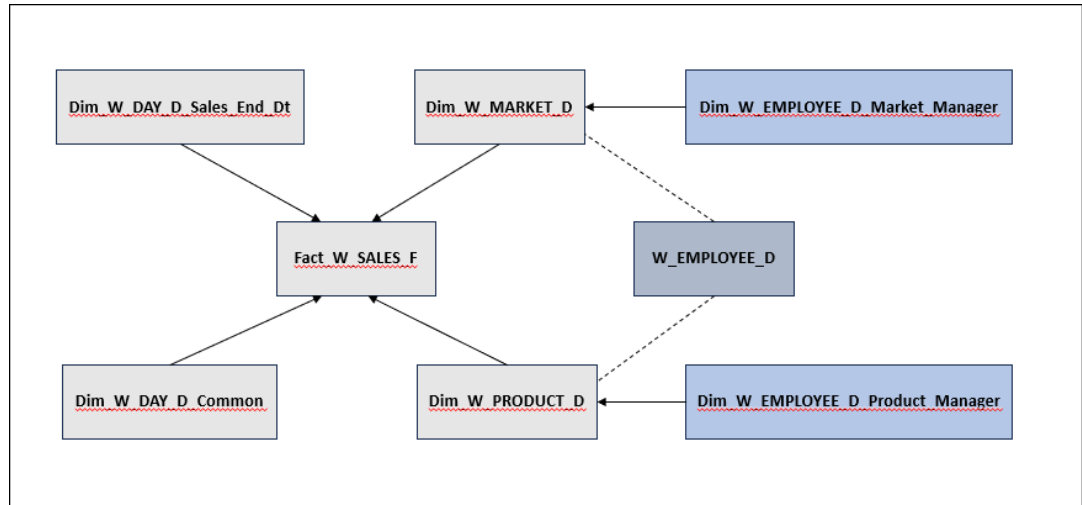 Dim_W_DAY_D_Sales_End_Dt
Dim_W_MARKET_D
Dim_W_EMPLOYEE_D_Market_Manager
Fact_W_SALES_F
W_EMPLOYEE_D
Dim_W_DAY_D_Common
Dim_W_PRODUCT_D
Dim_W_EMPLOYEE_D_Product_Manager